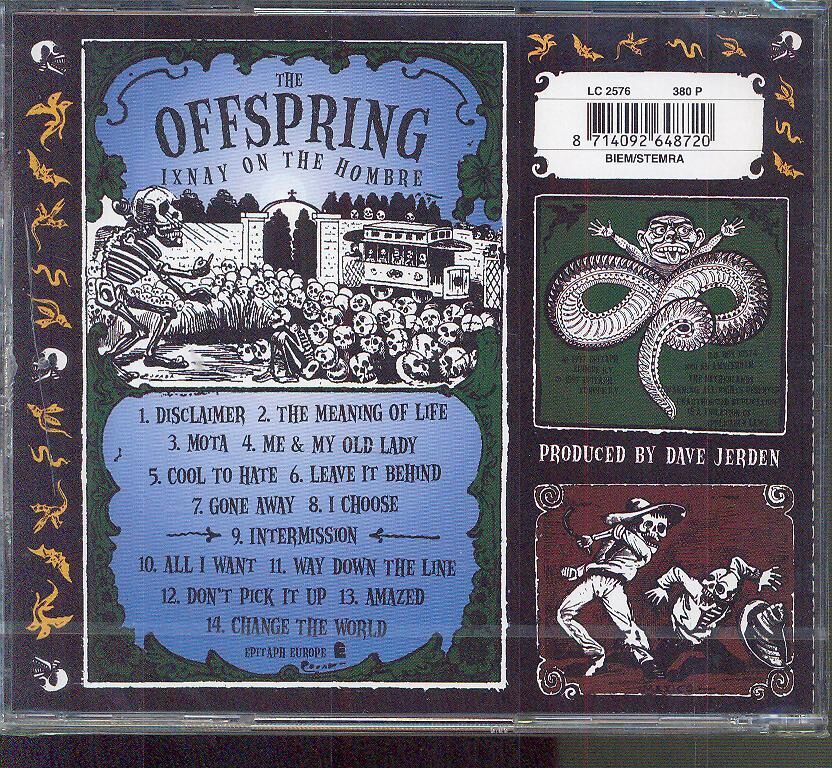 THE
OFFSPRING
IXNAY ON THE HOMBRE
1. DISCLAIMER 2. THE MEANING OF LIFE
3. MOTA 4. ME & MY OLD LADY
5. COOL TO HATE 6. LEAVE IT BEHIND
7. GONE AWAY 8. I CHOOSE
9. INTERMISSION
10. ALL I WANT 11. WAY DOWN THE LINE
12. DON'T PICK IT UP 13. AMAZED
14. CHANGE THE WORLD
EPITAPH EUROPE
LC 2576 380 P
8 714092 648720
BIEM/STEMRA
PRODUCED BY DAVE JERDEN